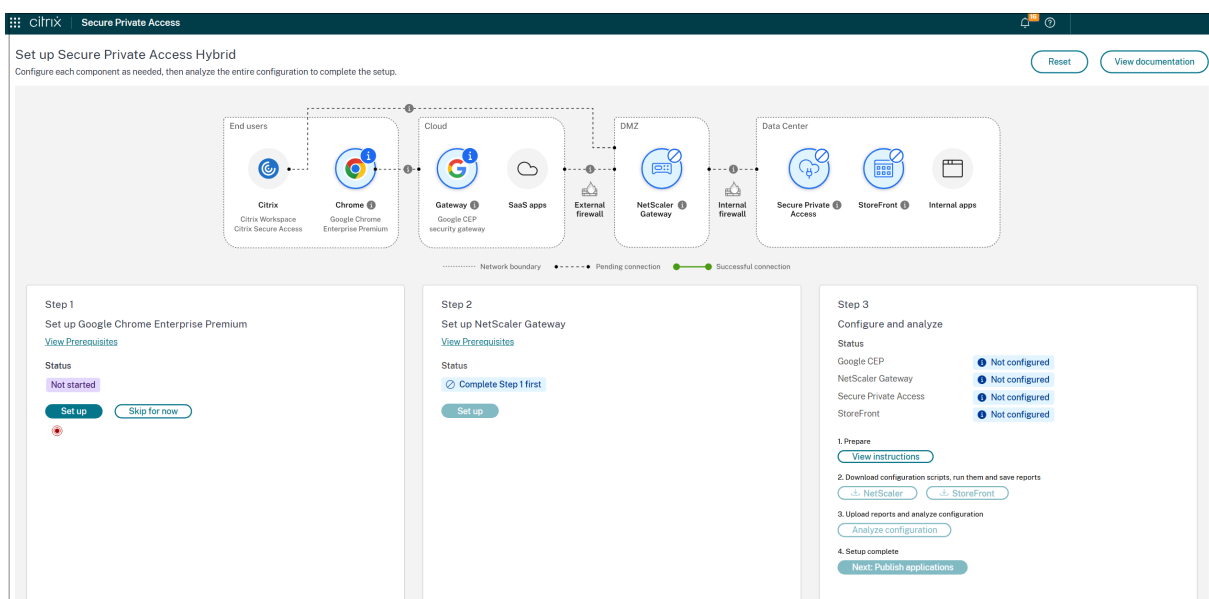 citrix | Secure Private Access
15
Set up Secure Private Access Hybrid
Configure each component as needed, then analyze the entire configuration to complete the setup.
Reset
View documentation
End users
Cloud
DMZ
Data Center
Citrix
Citrix Workspace
Citrix Secure Access
Chrome
Google Chrome
Enterprise Premium
Gateway
Google CEP
security gateway
SaaS apps
External
firewall
NetScaler
Gateway
Internal
firewall
Secure Private
Access
StoreFront
Internal apps
Network boundary
Pending connection
Successful connection
Step 1
Set up Google Chrome Enterprise Premium
View Prerequisites
Status
Not started
Set up
Skip for now
Step 2
Set up NetScaler Gateway
View Prerequisites
Status
Complete Step 1 first
Set up
Step 3
Configure and analyze
Status
Google CEP Not configured
NetScaler Gateway Not configured
Secure Private Access Not configured
StoreFront Not configured
1. Prepare
View instructions
2. Download configuration scripts, run them and save reports
NetScaler
StoreFront
3. Upload reports and analyze configuration
Analyze configuration
4. Setup complete
Next: Publish applications